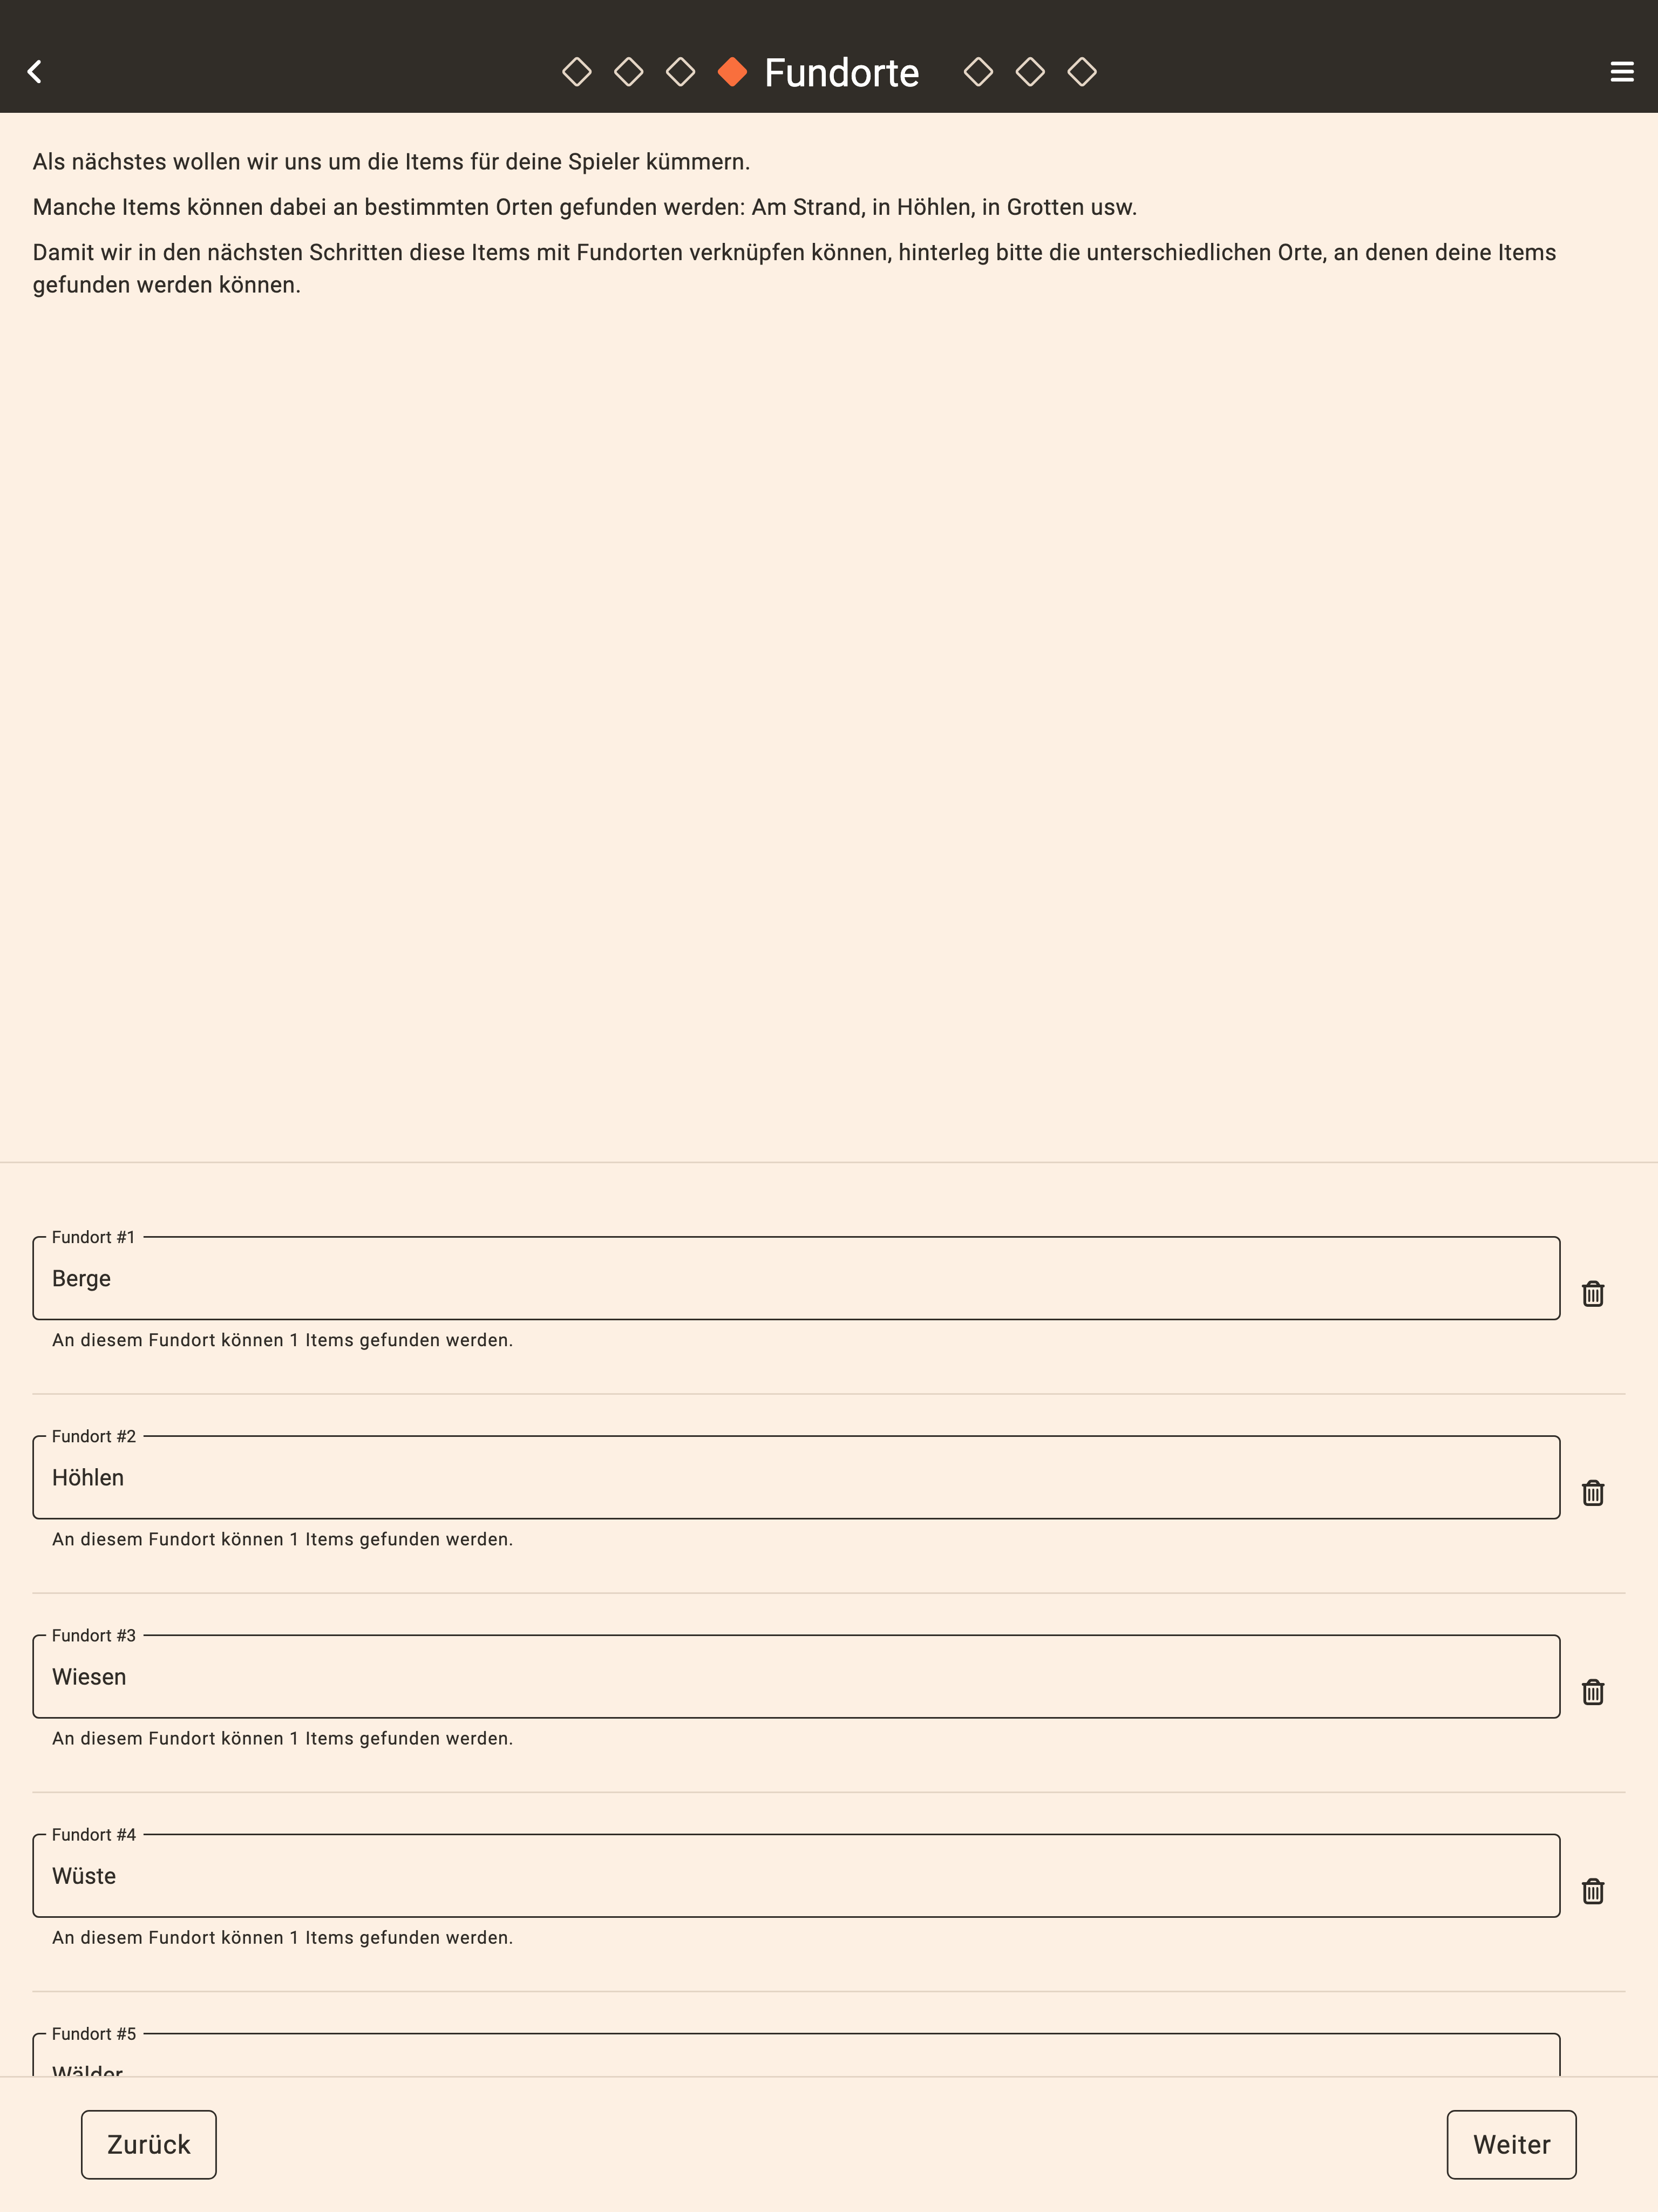 Fundorte
Als nächstes wollen wir uns um die Items für deine Spieler kümmern.
Manche Items können dabei an bestimmten Orten gefunden werden: Am Strand, in Höhlen, in Grotten usw.
Damit wir in den nächsten Schritten diese Items mit Fundorten verknüpfen können, hinterleg bitte die unterschiedlichen Orte, an denen deine Items
gefunden werden können.
Fundort #1
Berge
An diesem Fundort können 1 Items gefunden werden.
Fundort #2
Höhlen
An diesem Fundort können 1 Items gefunden werden.
Fundort #3
Wiesen
An diesem Fundort können 1 Items gefunden werden.
Fundort #4
Wüste
An diesem Fundort können 1 Items gefunden werden.
Fundort #5
Wälder
Zurück
Weiter